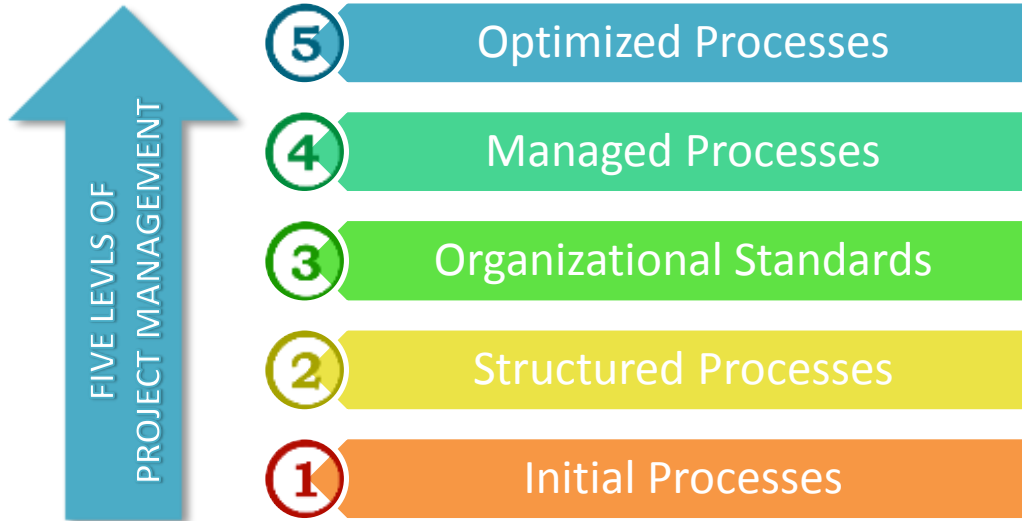 FIVE LEVLS OF
PROJECT MANAGEMENT
5 Optimized Processes
4 Managed Processes
3 Organizational Standards
2 Structured Processes
1 Initial Processes